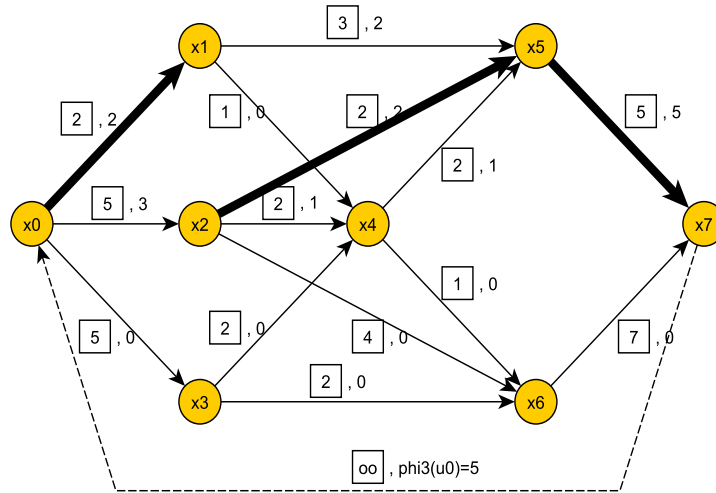 3 , 2
x1
x5
2 , 2
1 , 0
2 , 2
5 , 5
2 , 1
5 , 3
2 , 1
x0
x2
x4
x7
1 , 0
5 , 0
2 , 0
4 , 0
7 , 0
2 , 0
x3
x6
oo , phi3(u0)=5